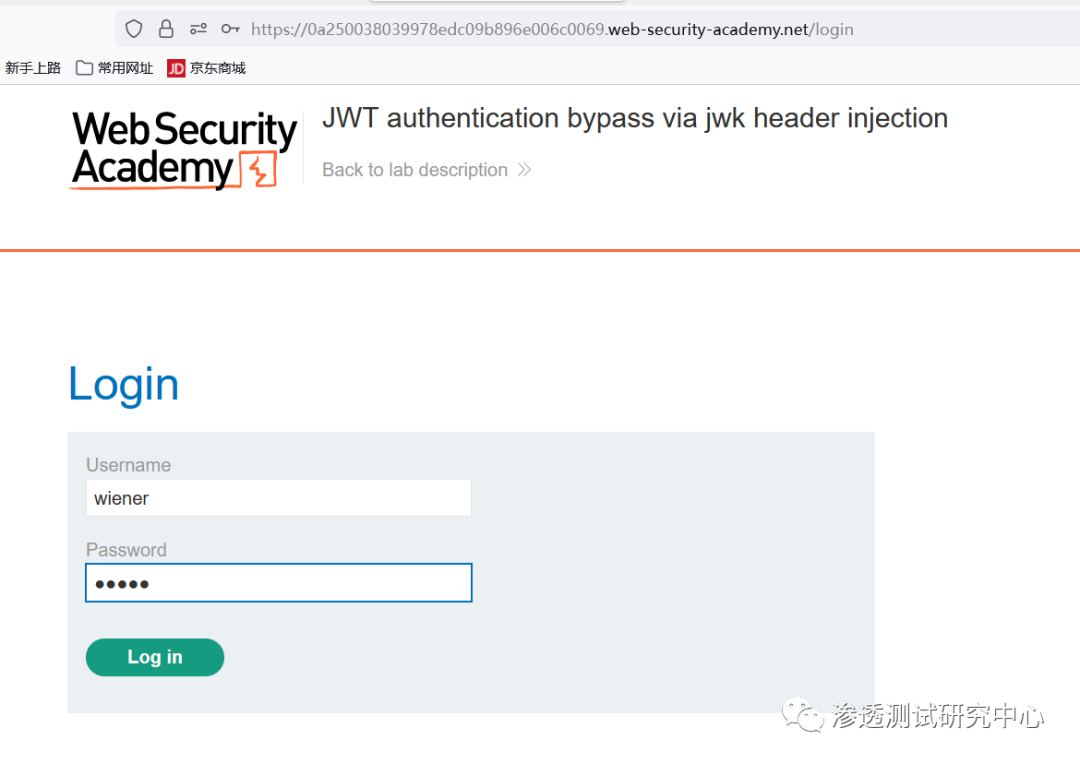 https://0a250038039978edc09b896e006c0069.web-security-academy.net/login
新手上路 常用网址 JD 京东商城
WebSecurity
Academy
JWT authentication bypass via jwk header injection
Back to lab description
Login
Username
wiener
Password
Log in
渗透测试研究中心